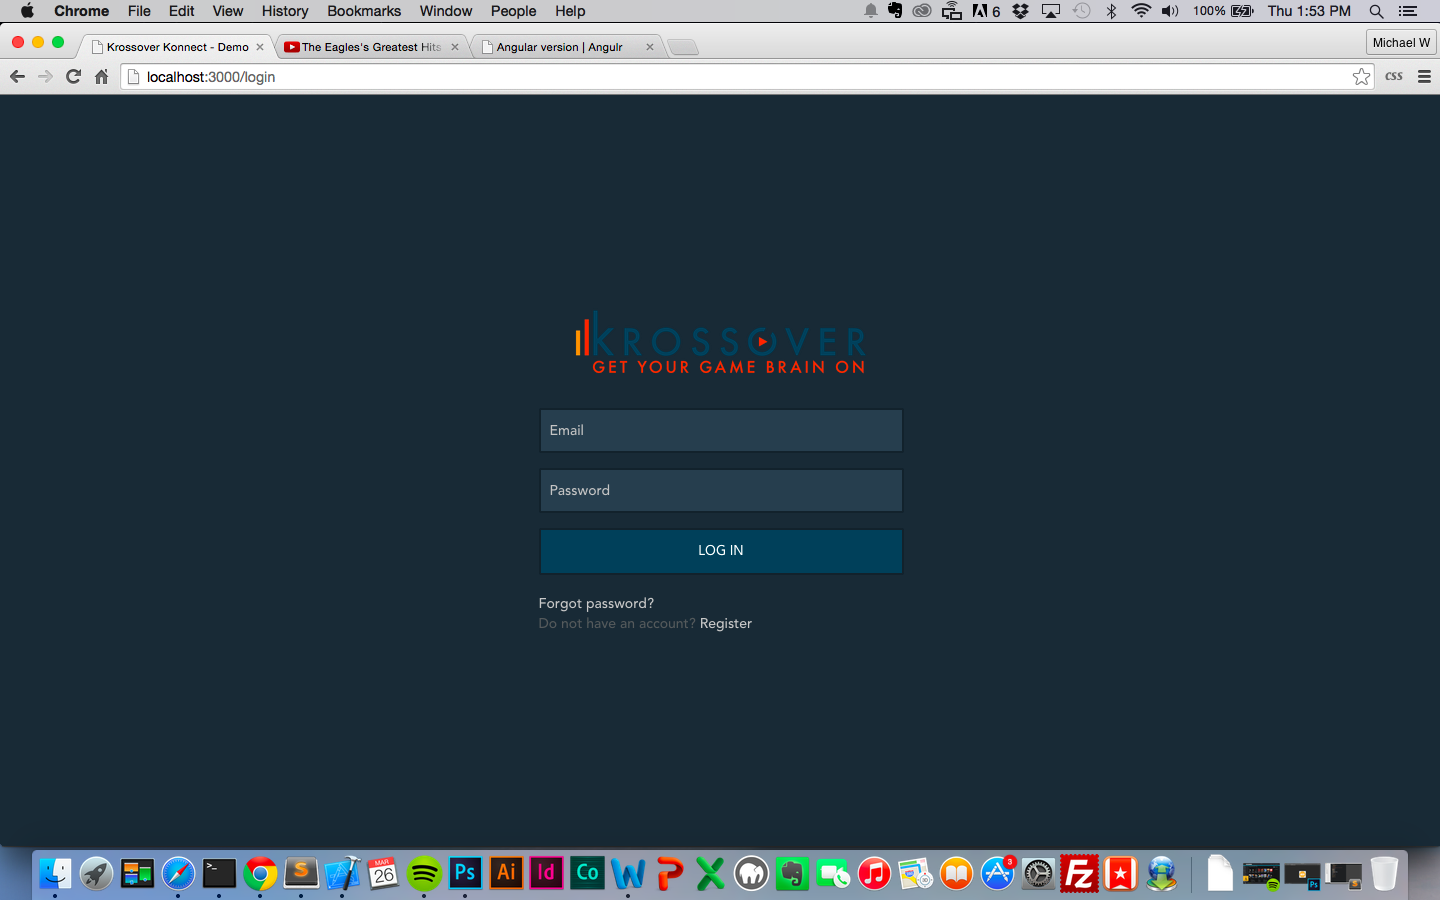 Chrome File Edit View History Bookmarks Window People Help 6 100% Thu 1:53 PM
Krossover Konnect - Demo The Eagles's Greatest Hits Angular version | Angulr Michael W
localhost:3000/login css
KROSSOVER
GET YOUR GAME BRAIN ON
Email
Password
LOG IN
Forgot password?
Do not have an account? Register
MAR 26 Ps Ai Id Co Fz 3